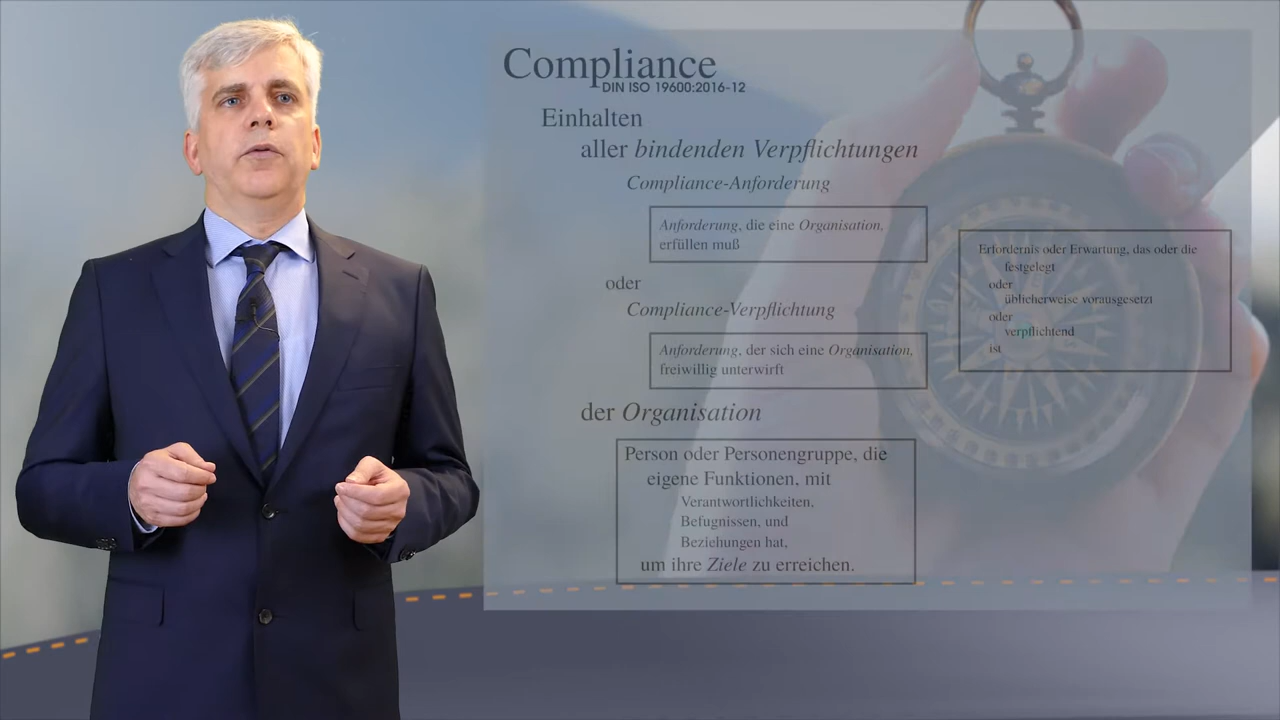 Compliance
DIN ISO 19600:2016-12
Einhalten
aller bindenden Verpflichtungen
Compliance-Anforderung
Anforderung, die eine Organisation,
erfüllen muß
Erfordernis oder Erwartung, das oder die
festgelegt
oder
üblicherweise vorausgesetzt
oder
verpflichtend
ist
oder
Compliance-Verpflichtung
Anforderung, der sich eine Organisation,
freiwillig unterwirft
der Organisation
Person oder Personengruppe, die
eigene Funktionen, mit
Verantwortlichkeiten,
Befugnissen, und
Beziehungen hat,
um ihre Ziele zu erreichen.